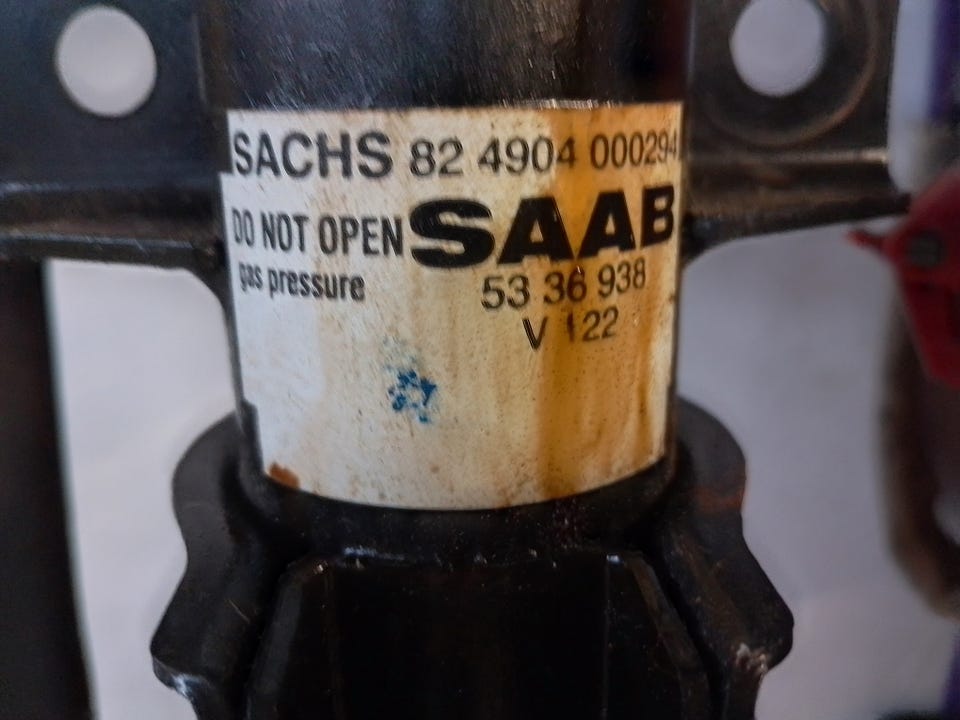 SACHS 82 4904 000294
DO NOT OPEN SAAB
gas pressure 53 36 938
V 122